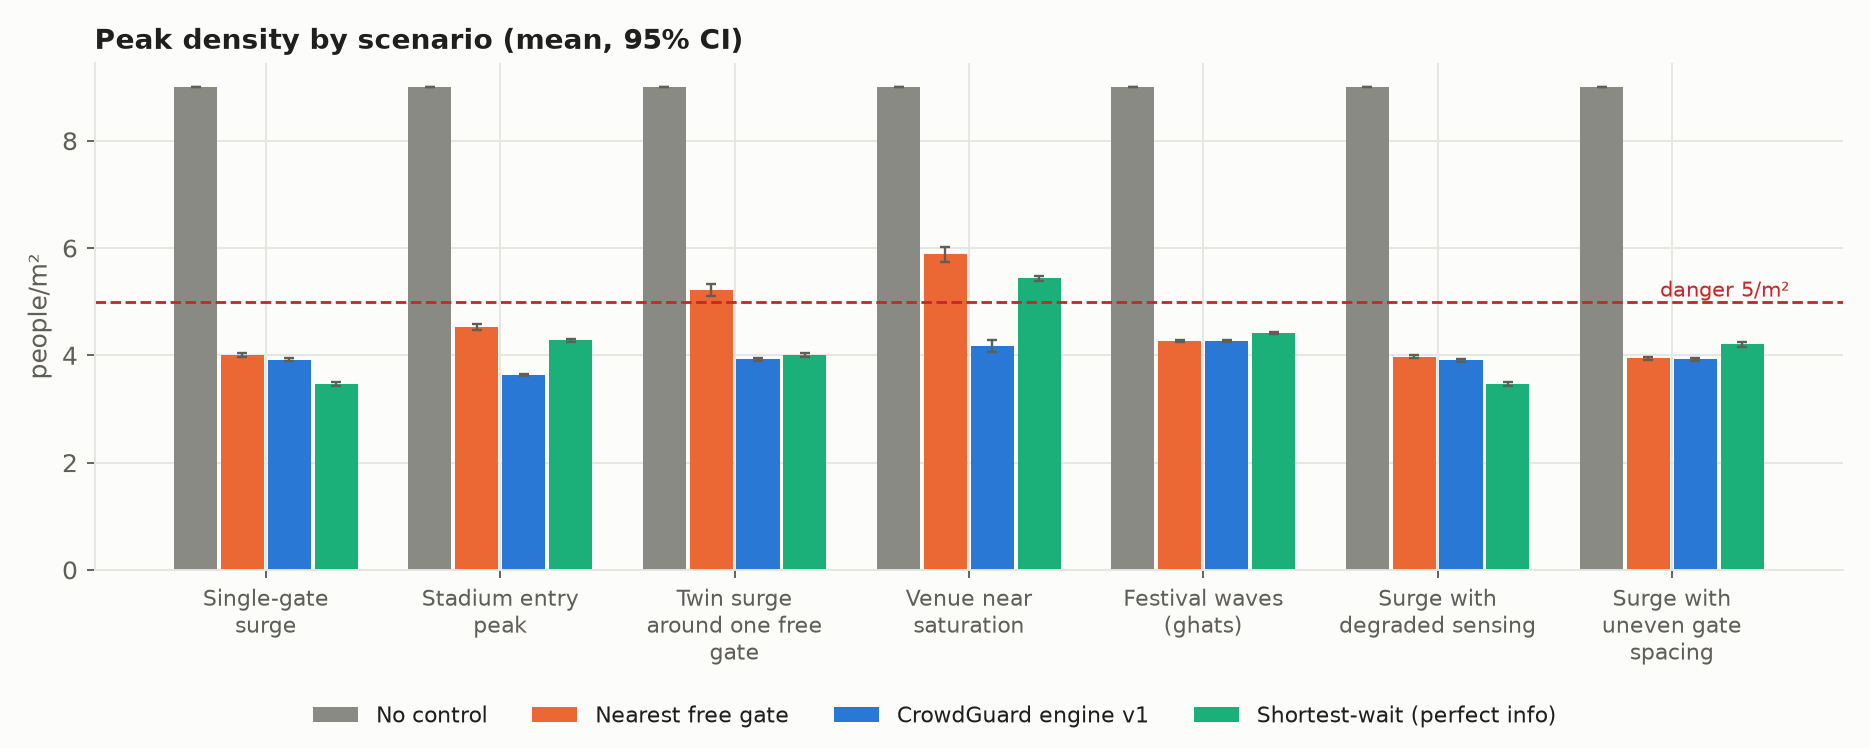 Peak density by scenario (mean, 95% CI)
people/m²
8
6
4
2
0
danger 5/m²
Single-gate
surge
Stadium entry
peak
Twin surge
around one free
gate
Venue near
saturation
Festival waves
(ghats)
Surge with
degraded sensing
Surge with
uneven gate
spacing
No control
Nearest free gate
CrowdGuard engine v1
Shortest-wait (perfect info)